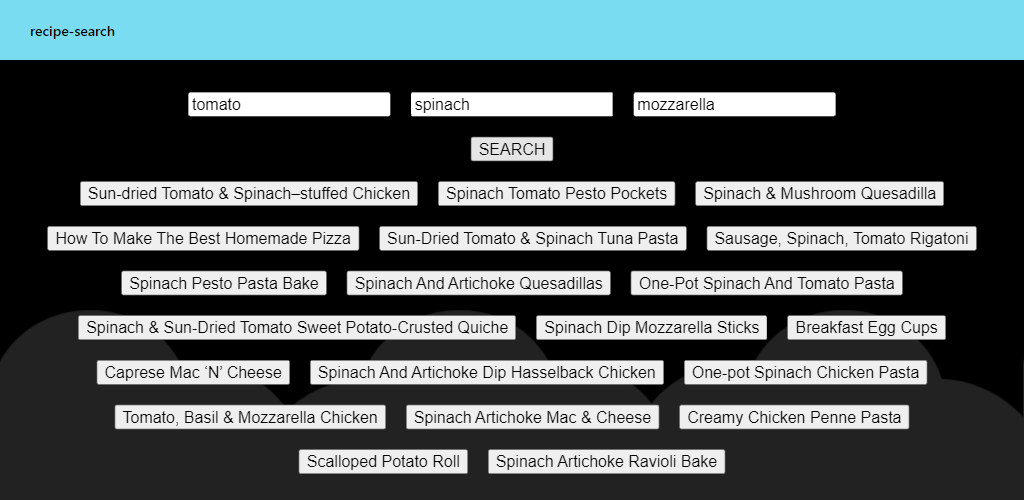 recipe-search
tomato spinach mozzarella
SEARCH
Sun-dried Tomato & Spinach–stuffed Chicken Spinach Tomato Pesto Pockets Spinach & Mushroom Quesadilla
How To Make The Best Homemade Pizza Sun-Dried Tomato & Spinach Tuna Pasta Sausage, Spinach, Tomato Rigatoni
Spinach Pesto Pasta Bake Spinach And Artichoke Quesadillas One-Pot Spinach And Tomato Pasta
Spinach & Sun-Dried Tomato Sweet Potato-Crusted Quiche Spinach Dip Mozzarella Sticks Breakfast Egg Cups
Caprese Mac ‘N’ Cheese Spinach And Artichoke Dip Hasselback Chicken One-pot Spinach Chicken Pasta
Tomato, Basil & Mozzarella Chicken Spinach Artichoke Mac & Cheese Creamy Chicken Penne Pasta
Scalloped Potato Roll Spinach Artichoke Ravioli Bake